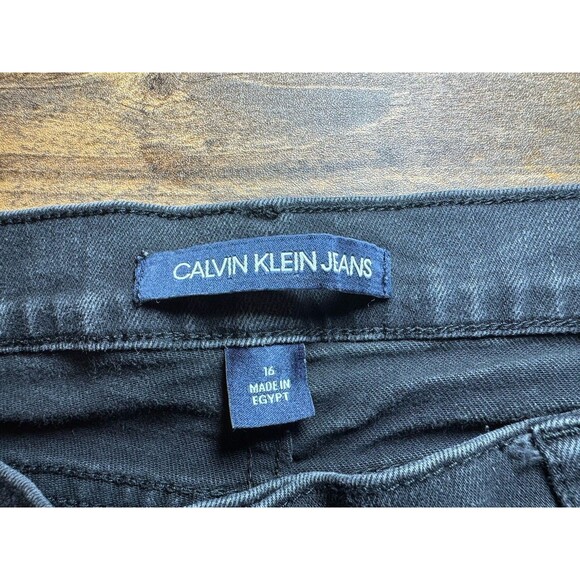 CALVIN KLEIN JEANS
16
MADE IN
EGYPT